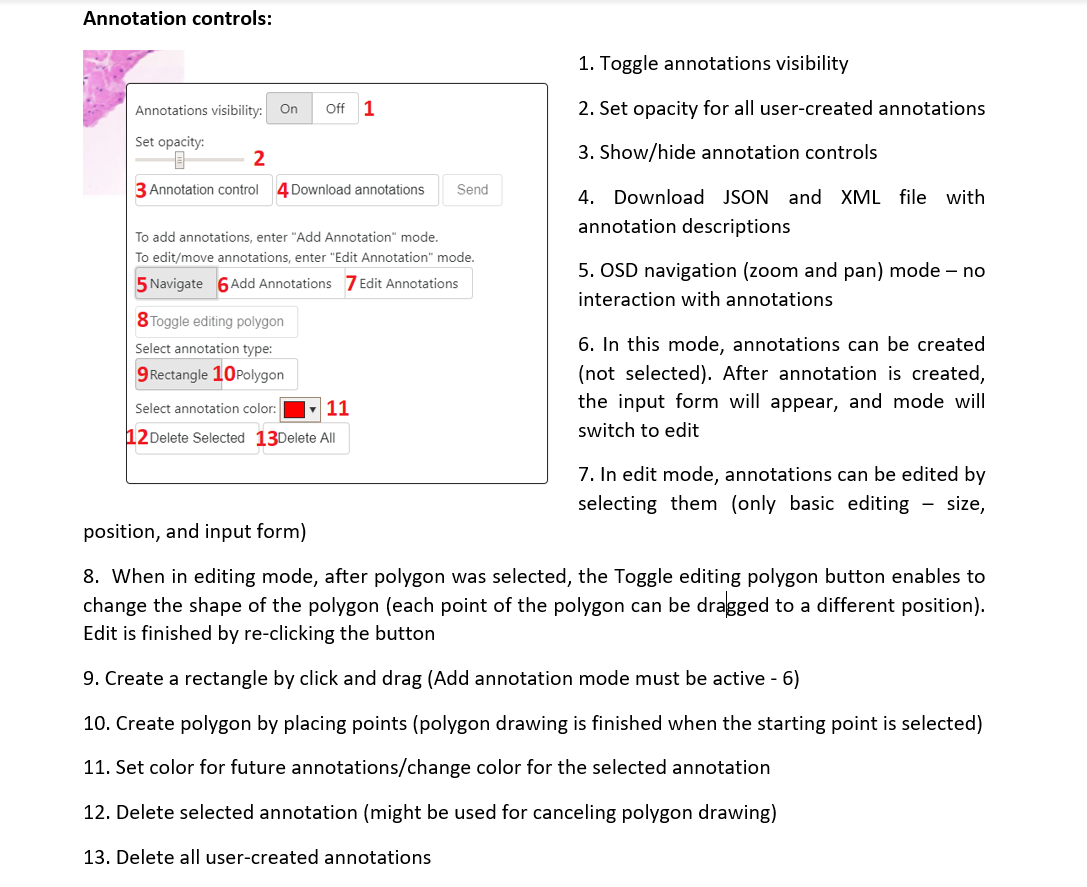 Annotation controls:
Annotations visibility: On Off 1
Set opacity:
2
3 Annotation control 4 Download annotations Send
To add annotations, enter "Add Annotation" mode.
To edit/move annotations, enter "Edit Annotation" mode.
5 Navigate 6 Add Annotations 7 Edit Annotations
8 Toggle editing polygon
Select annotation type:
9 Rectangle 10 Polygon
Select annotation color: 11
12 Delete Selected 13 Delete All
1. Toggle annotations visibility
2. Set opacity for all user-created annotations
3. Show/hide annotation controls
4. Download JSON and XML file with
annotation descriptions
5. OSD navigation (zoom and pan) mode – no
interaction with annotations
6. In this mode, annotations can be created
(not selected). After annotation is created,
the input form will appear, and mode will
switch to edit
7. In edit mode, annotations can be edited by
selecting them (only basic editing – size,
position, and input form)
8. When in editing mode, after polygon was selected, the Toggle editing polygon button enables to
change the shape of the polygon (each point of the polygon can be dragged to a different position).
Edit is finished by re-clicking the button
9. Create a rectangle by click and drag (Add annotation mode must be active - 6)
10. Create polygon by placing points (polygon drawing is finished when the starting point is selected)
11. Set color for future annotations/change color for the selected annotation
12. Delete selected annotation (might be used for canceling polygon drawing)
13. Delete all user-created annotations